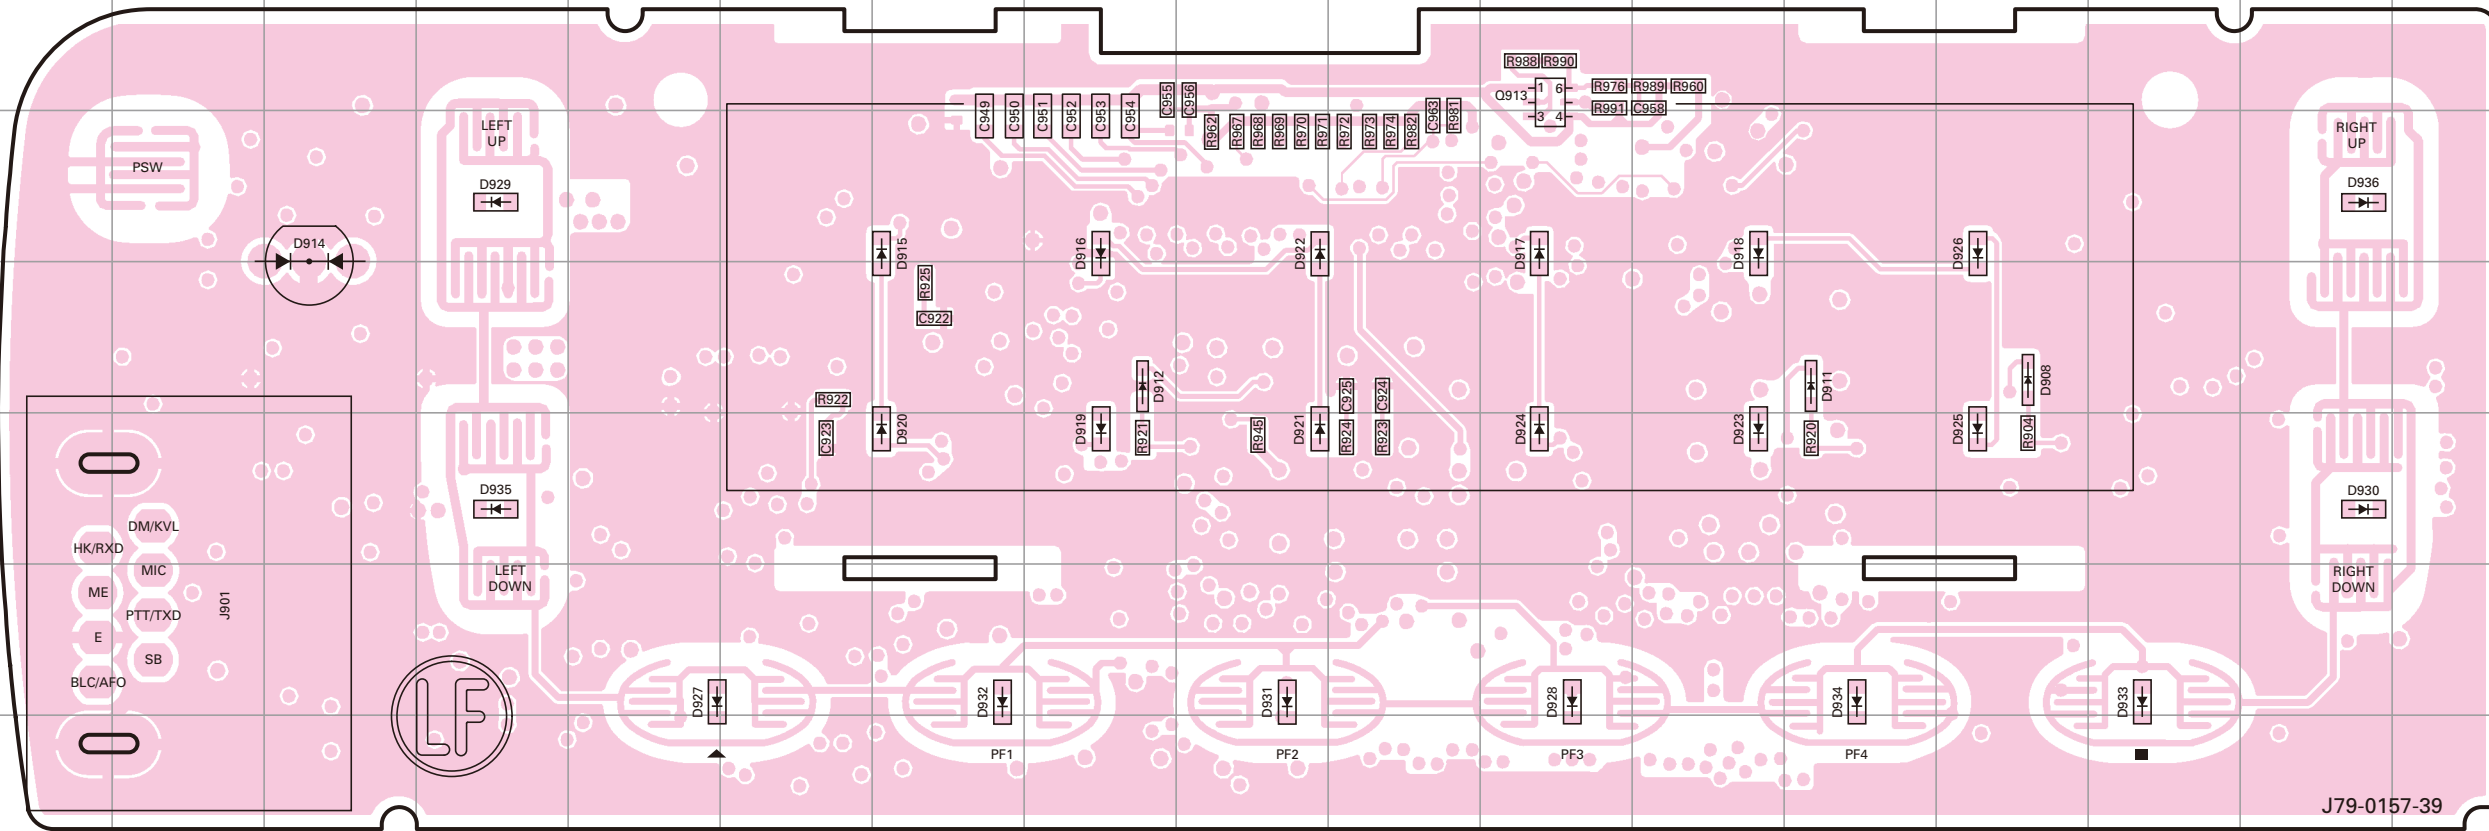 R988 R990
Q913
1 6
3 4
R976 R989 R960
R991 C958
C949
C950
C951
C952
C953
C954
C955
C956
R962
R967
R968
R969
R970
R971
R972
R973
R974
R982
C963
R981
PSW
LEFT
UP
D929
D914
RIGHT
UP
D936
D915
D916
D922
D917
D918
D926
R925
C922
R922
C923
D920
D919
D912
R921
R945
D921
C925
R924
C924
R923
D924
D923
D911
R920
D925
D908
R904
D935
D930
LEFT
DOWN
RIGHT
DOWN
DM/KVL
HK/RXD
MIC
ME
PTT/TXD
E
SB
BLC/AFO
J901
LF
D927
D932
D931
D928
D934
D933
▲
PF1
PF2
PF3
PF4
■
J79-0157-39